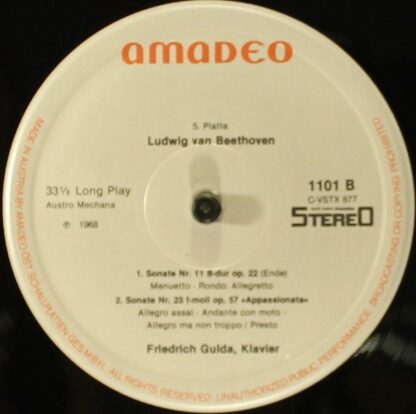 amadeo
5. Platte
Ludwig van Beethoven
33⅓ Long Play
Austro Mechana
℗ 1968
1101 B
C-VSTX 877
STEREO
1. Sonate Nr. 11 B-dur op. 22 (Ende)
Menuetto - Rondo: Allegretto
2. Sonate Nr. 23 f-moll op. 57 «Appassionata»
Allegro assai - Andante con moto -
Allegro ma non troppo / Presto
Friedrich Gulda, Klavier
MADE IN AUSTRIA BY AMADEO ÖST. SCHALLPLATTEN GES.M.B.H. ALL RIGHTS RESERVED. UNAUTHORIZED PUBLIC PERFORMANCE, BROADCASTING OR COPYING PROHIBITED